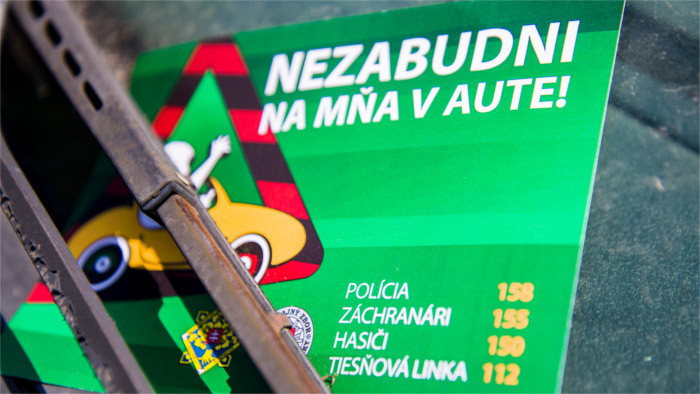 NEZABUDNI
NA MŇA V AUTE!
POLÍCIA 158
ZÁCHRANÁRI 155
HASIČI 150
TIESŇOVÁ LINKA 112